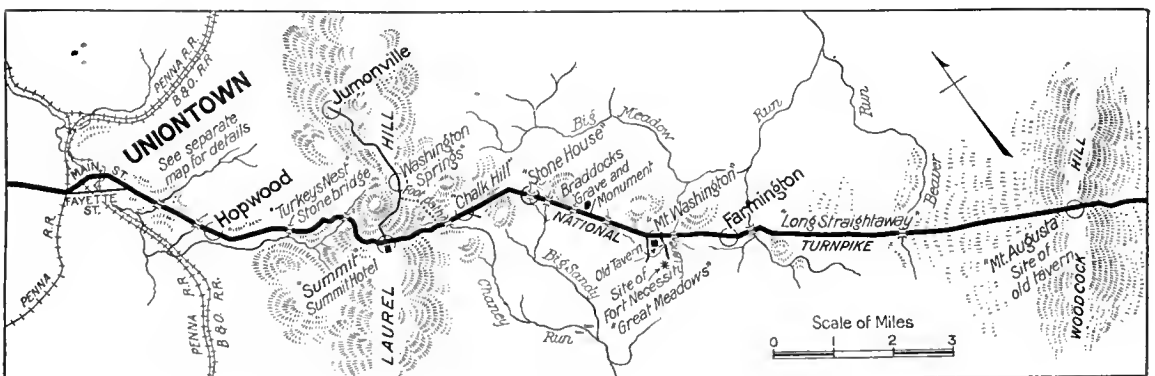 PENNA R.R.
B.&O. R.R.
UNIONTOWN
See separate
map for details
MAIN ST.
FAYETTE
ST.
R.R.
PENNA
PENNA R.R.
B.&O. R.R.
Hopwood
"Turkeys Nest"
Stone bridge
Jumonville
HILL
LAUREL
"Washington
Springs"
Foot
"Summit"
Summit Hotel
Chalk Hill
"Stone House"
Braddocks
Grave and
Monument
Big
Meadow
Run
NATIONAL
TURNPIKE
Chaney
Run
Big Sandy
"Mt Washington"
Old Tavern
Site of
Fort Necessity
"Great Meadows"
Farmington
"Long Straightaway"
Beaver
Run
"Mt. Augusta"
Site of
old tavern
HILL
WOODCOCK
Scale of Miles
0 1 2 3